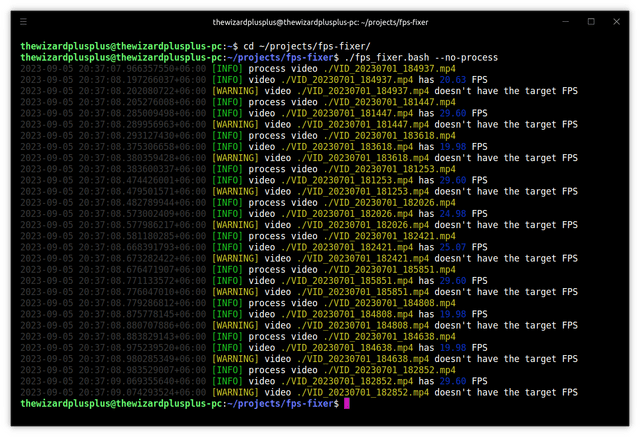 thewizardplusplus@thewizardplusplus-pc: ~/projects/fps-fixer
thewizardplusplus@thewizardplusplus-pc:~$ cd ~/projects/fps-fixer/
thewizardplusplus@thewizardplusplus-pc:~/projects/fps-fixer$ ./fps_fixer.bash --no-process
2023-09-05 20:37:07.966357550+06:00 [INFO] process video ./VID_20230701_184937.mp4
2023-09-05 20:37:08.197266037+06:00 [INFO] video ./VID_20230701_184937.mp4 has 20.63 FPS
2023-09-05 20:37:08.202080722+06:00 [WARNING] video ./VID_20230701_184937.mp4 doesn't have the target FPS
2023-09-05 20:37:08.205276008+06:00 [INFO] process video ./VID_20230701_181447.mp4
2023-09-05 20:37:08.285009498+06:00 [INFO] video ./VID_20230701_181447.mp4 has 29.60 FPS
2023-09-05 20:37:08.289956963+06:00 [WARNING] video ./VID_20230701_181447.mp4 doesn't have the target FPS
2023-09-05 20:37:08.293127430+06:00 [INFO] process video ./VID_20230701_183618.mp4
2023-09-05 20:37:08.375306658+06:00 [INFO] video ./VID_20230701_183618.mp4 has 19.98 FPS
2023-09-05 20:37:08.380359428+06:00 [WARNING] video ./VID_20230701_183618.mp4 doesn't have the target FPS
2023-09-05 20:37:08.383600337+06:00 [INFO] process video ./VID_20230701_181253.mp4
2023-09-05 20:37:08.474426001+06:00 [INFO] video ./VID_20230701_181253.mp4 has 29.60 FPS
2023-09-05 20:37:08.479501571+06:00 [WARNING] video ./VID_20230701_181253.mp4 doesn't have the target FPS
2023-09-05 20:37:08.482789944+06:00 [INFO] process video ./VID_20230701_182026.mp4
2023-09-05 20:37:08.573002409+06:00 [INFO] video ./VID_20230701_182026.mp4 has 24.98 FPS
2023-09-05 20:37:08.577986217+06:00 [WARNING] video ./VID_20230701_182026.mp4 doesn't have the target FPS
2023-09-05 20:37:08.581180285+06:00 [INFO] process video ./VID_20230701_182421.mp4
2023-09-05 [INFO] video ./VID_20230701_182421.mp4 has 25.07 FPS
2023-09-05 20:37:08.673282422+06:00 [WARNING] video ./VID_20230701_182421.mp4 doesn't have the target FPS
2023-09-05 20:37:08.676471907+06:00 [INFO] process video ./VID_20230701_185851.mp4
2023-09-05 20:37:08.771133572+06:00 [INFO] video ./VID_20230701_185851.mp4 has 29.60 FPS
2023-09-05 20:37:08.776047010+06:00 [WARNING] video ./VID_20230701_185851.mp4 doesn't have the target FPS
2023-09-05 [INFO] process video ./VID_20230701_184808.mp4
2023-09-05 20:37:08.875778145+06:00 [INFO] video ./VID_20230701_184808.mp4 has 19.98 FPS
2023-09-05 20:37:08.880707886+06:00 [WARNING] video ./VID_20230701_184808.mp4 doesn't have the target FPS
2023-09-05 20:37:08.883829143+06:00 [INFO] process video ./VID_20230701_184638.mp4
2023-09-05 20:37:08.975239520+06:00 [INFO] video ./VID_20230701_184638.mp4 has 19.98 FPS
2023-09-05 [WARNING] video ./VID_20230701_184638.mp4 doesn't have the target FPS
2023-09-05 20:37:08.983529007+06:00 [INFO] process video ./VID_20230701_182852.mp4
2023-09-05 20:37:09.069355640+06:00 [INFO] video ./VID_20230701_182852.mp4 has 29.60 FPS
2023-09-05 20:37:09.074293524+06:00 [WARNING] video ./VID_20230701_182852.mp4 doesn't have the target FPS
thewizardplusplus@thewizardplusplus-pc:~/projects/fps-fixer$